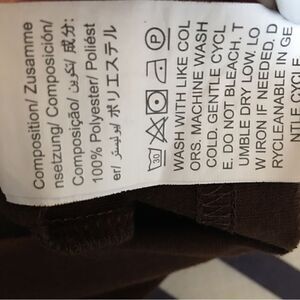 Composition/ Zusamme
nsetzung/ Composición/
Composição/ تكوين/ 成分:
100% Polyester/ Poliést
er/ بوليستر/ ポリエステル
30
P
WASH WITH LIKE COL
ORS. MACHINE WASH
COLD. GENTLE CYCL
E. DO NOT BLEACH. T
UMBLE DRY LOW, LO
W IRON IF NEEDED, D
RYCLEANABLE IN GE
NTLE CYCLE